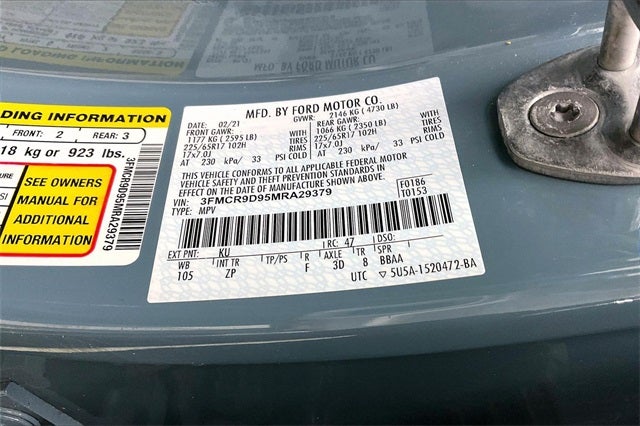 MFD. BY FORD MOTOR CO.
DATE: 02/21 GVWR: 2146 KG ( 4730 LB)
FRONT GAWR: REAR GAWR:
1177 KG ( 2595 LB) 1066 KG ( 2350 LB)
225/65R17 102H TIRES 225/65R17 102H TIRES
17x7.0J RIMS 17x7.0J RIMS
AT 230 kPa/ 33 PSI COLD AT 230 kPa/ 33 PSI COLD
THIS VEHICLE CONFORMS TO ALL APPLICABLE FEDERAL MOTOR
VEHICLE SAFETY STANDARDS IN EFFECT ON THE DATE OF MANUFACTURE SHOWN ABOVE.
VIN: 3FMCR9D95MRA29379 F0186
TYPE: MPV T0153
EXT PNT: KU RC: 47 DSO:
WB INT TR TP/PS R AXLE TR SPR
105 ZP F 3D 8 BBAA
UTC ▽ SU5A-1520472-BA
DING INFORMATION
FRONT: 2 REAR: 3
18 kg or 923 lbs.
SEE OWNERS
MANUAL FOR
ADDITIONAL
INFORMATION
3FMCR9D95MRA29379